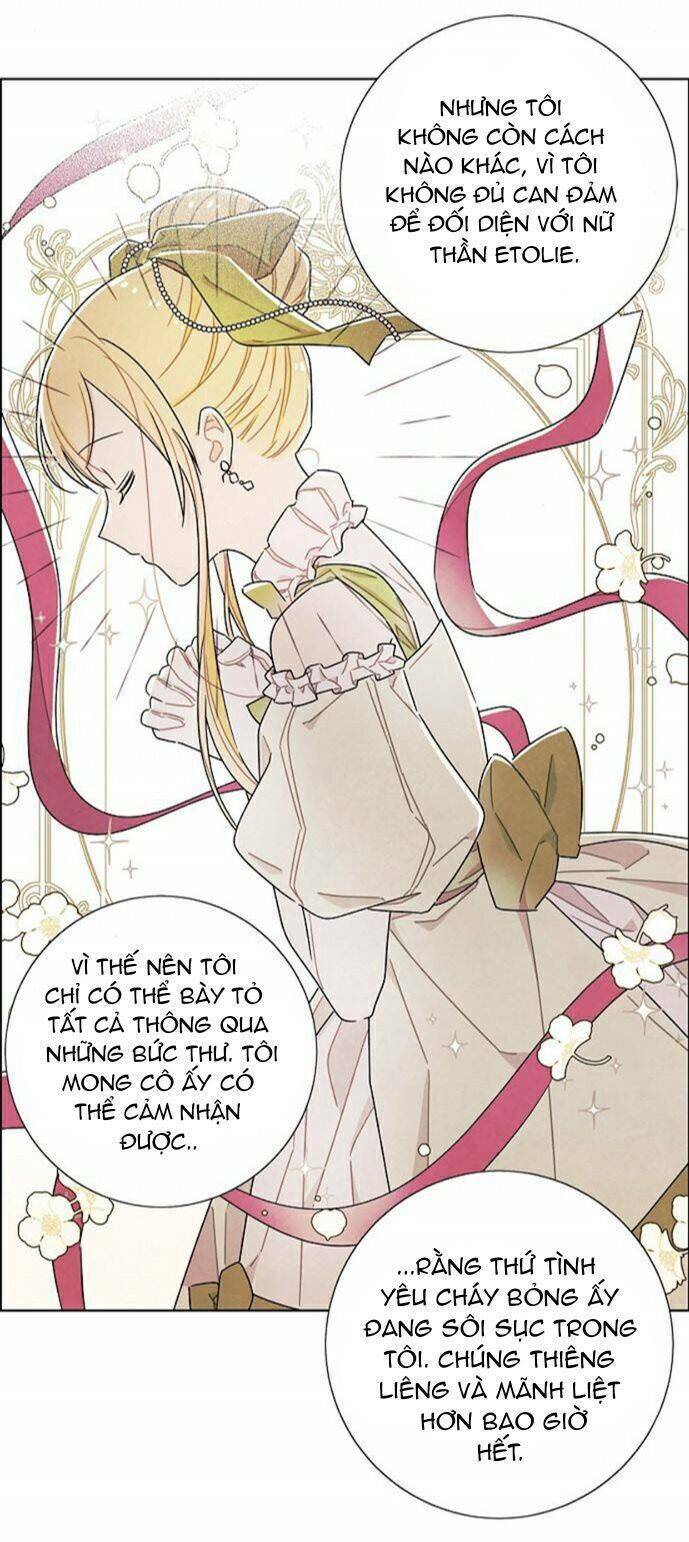 NHƯNG TÔI
KHÔNG CÒN CÁCH
NÀO KHÁC, VÌ TÔI
KHÔNG ĐỦ CAN ĐẢM
ĐỂ ĐỐI DIỆN VỚI NỮ
THẦN ETOLIE.
VÌ THẾ NÊN TÔI
CHỈ CÓ THỂ BÀY TỎ
TẤT CẢ THÔNG QUA
NHỮNG BỨC THƯ. TÔI
MONG CÔ ẤY CÓ
THỂ CẢM NHẬN
ĐƯỢC..
...RẰNG THỨ TÌNH
YÊU CHÁY BỎNG ẤY
ĐANG SÔI SỤC TRONG
TÔI. CHÚNG THIÊNG
LIÊNG VÀ MÃNH LIỆT
HƠN BAO GIỜ
HẾT.